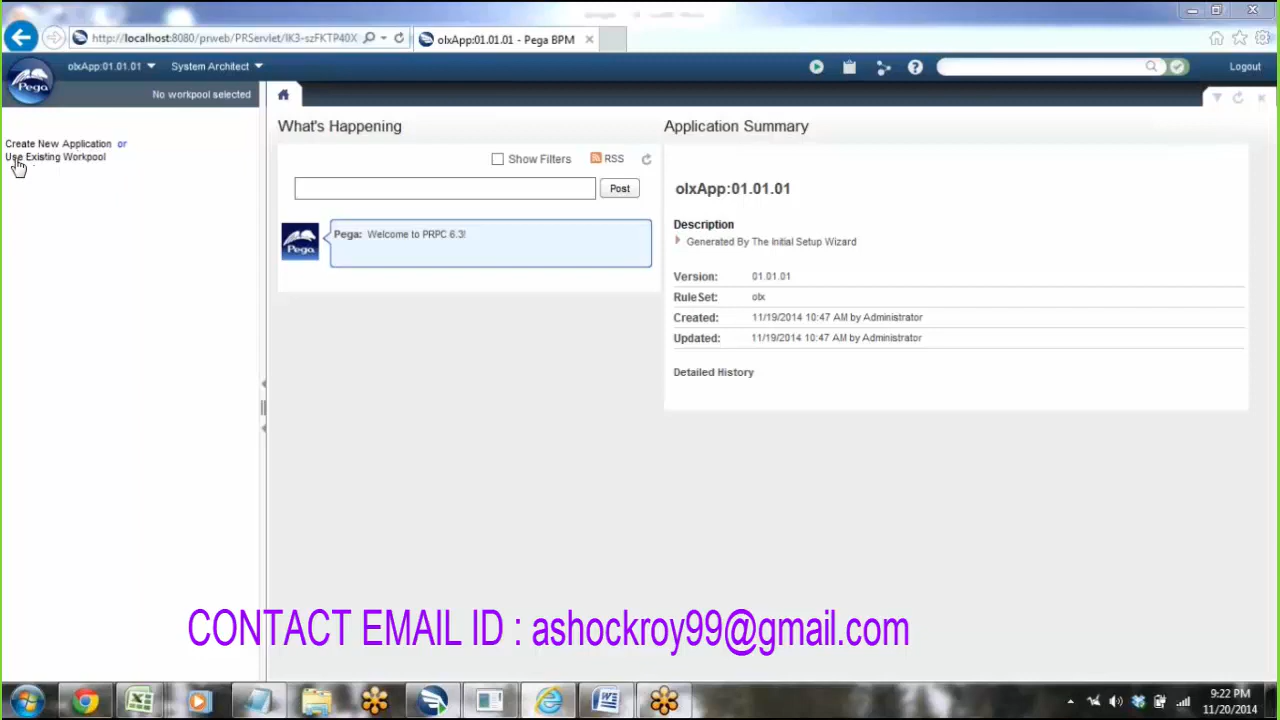 http://localhost:8080/prweb/PRServlet/IK3-szFKTP40X
olxApp:01.01.01 - Pega BPM
olxApp:01.01.01
System Architect
Logout
Pega
No workpool selected
Create New Application or
Use Existing Workpool
What's Happening
Show Filters
RSS
Post
Pega
Pega: Welcome to PRPC 6.3!
Application Summary
olxApp:01.01.01
Description
Generated By The Initial Setup Wizard
Version: 01.01.01
RuleSet: olx
Created: 11/19/2014 10:47 AM by Administrator
Updated: 11/19/2014 10:47 AM by Administrator
Detailed History
CONTACT EMAIL ID : ashockroy99@gmail.com
9:22 PM
11/20/2014